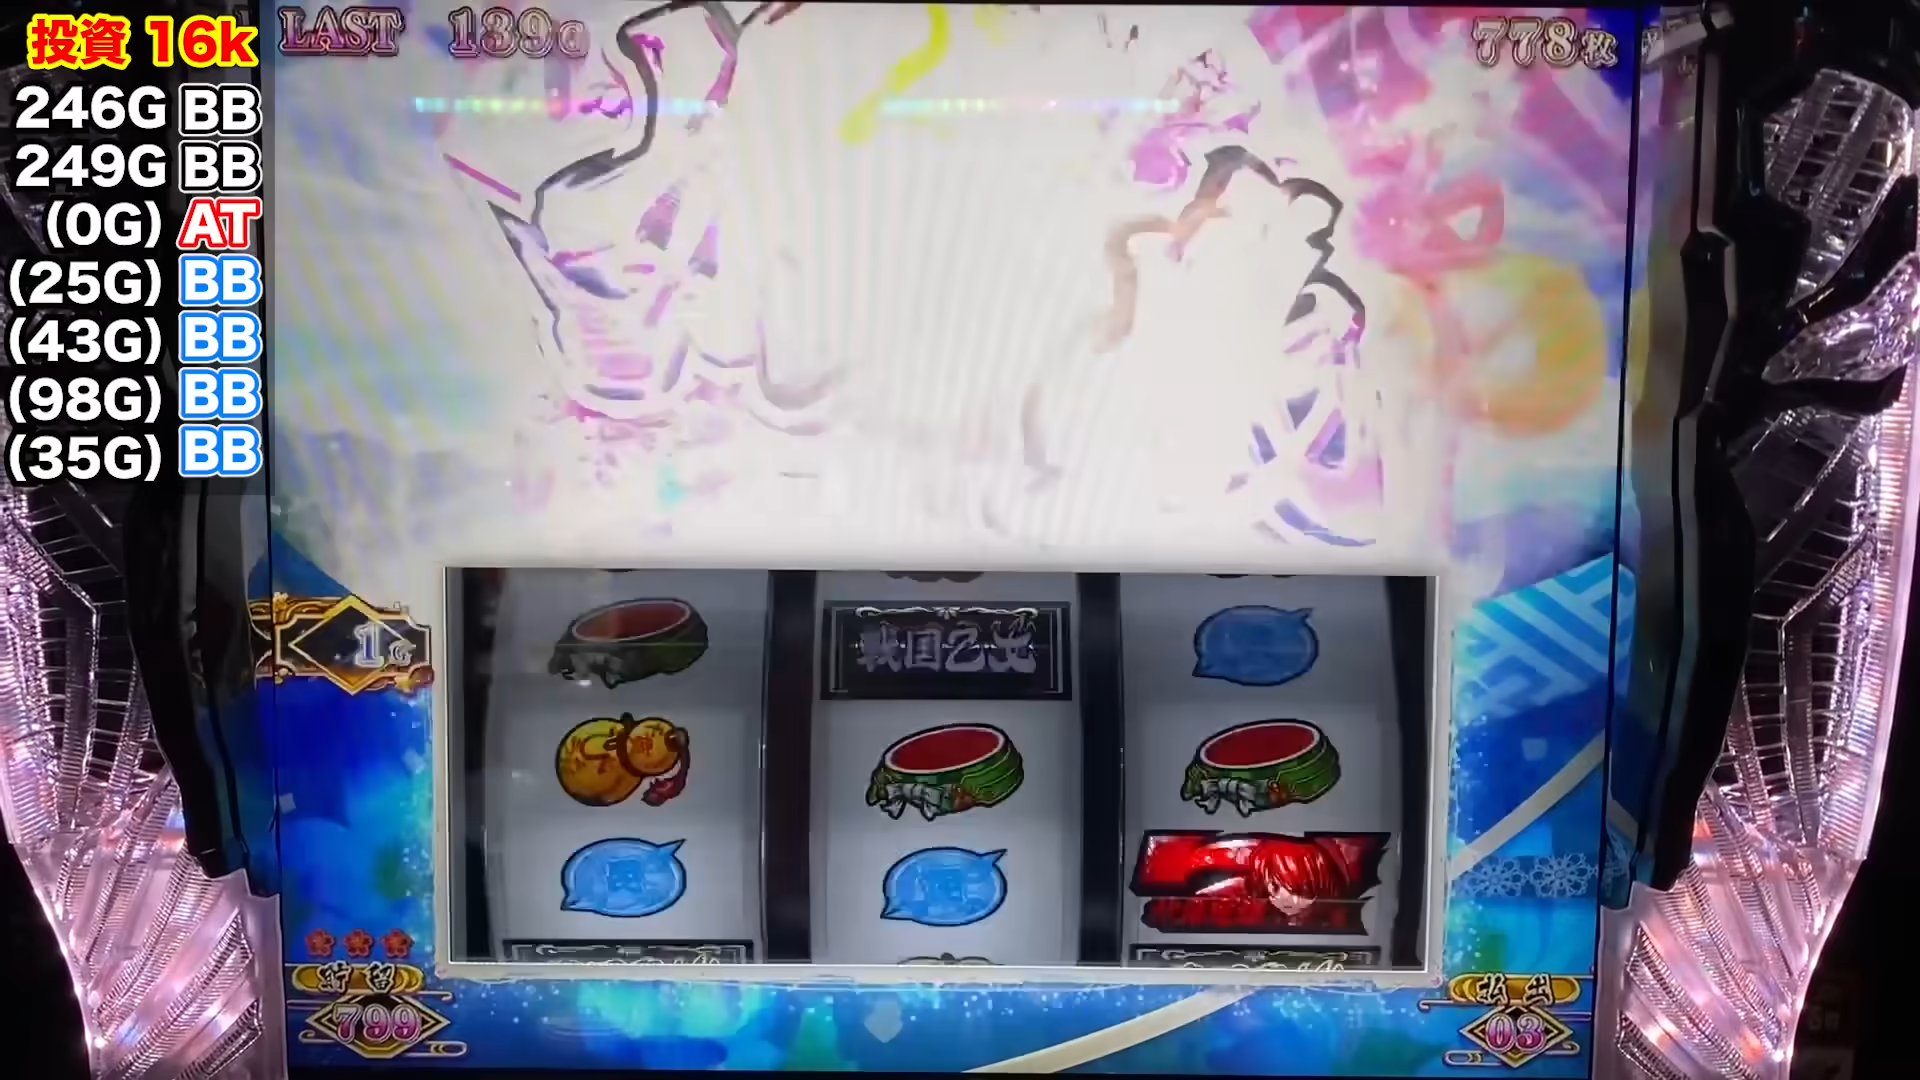 投資 16k
246G BB
249G BB
(0G) AT
(25G) BB
(43G) BB
(98G) BB
(35G) BB
LAST 139G
778枚
戦国乙女
1G
貯留
799
払出
03